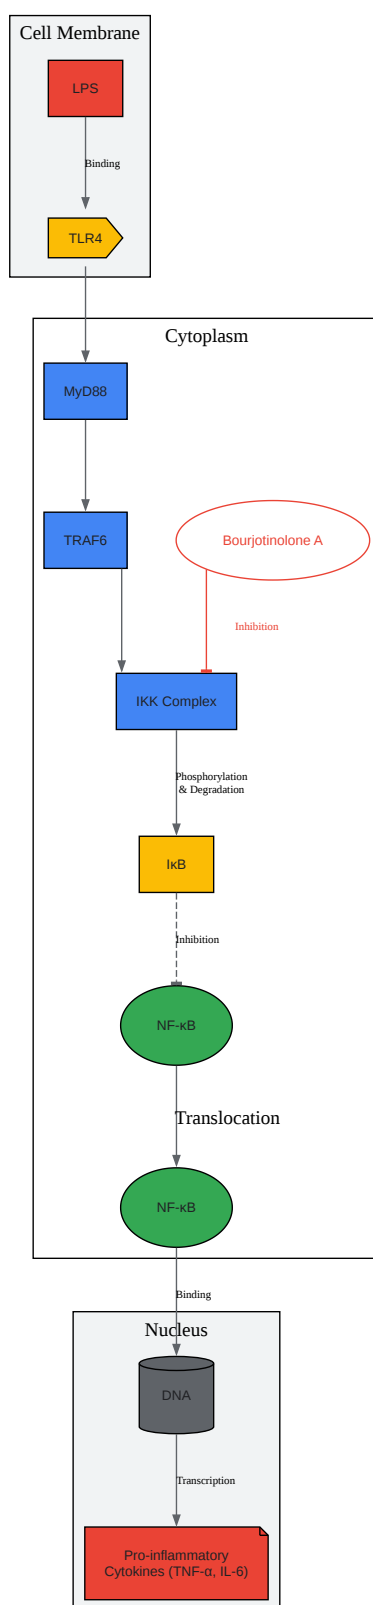 Cell Membrane
LPS
Binding
TLR4
Cytoplasm
MyD88
TRAF6
Bourjotinolone A
Inhibition
IKK Complex
Phosphorylation
& Degradation
IκB
Inhibition
NF-κB
Translocation
NF-κB
Binding
Nucleus
DNA
Transcription
Pro-inflammatory
Cytokines (TNF-α, IL-6)